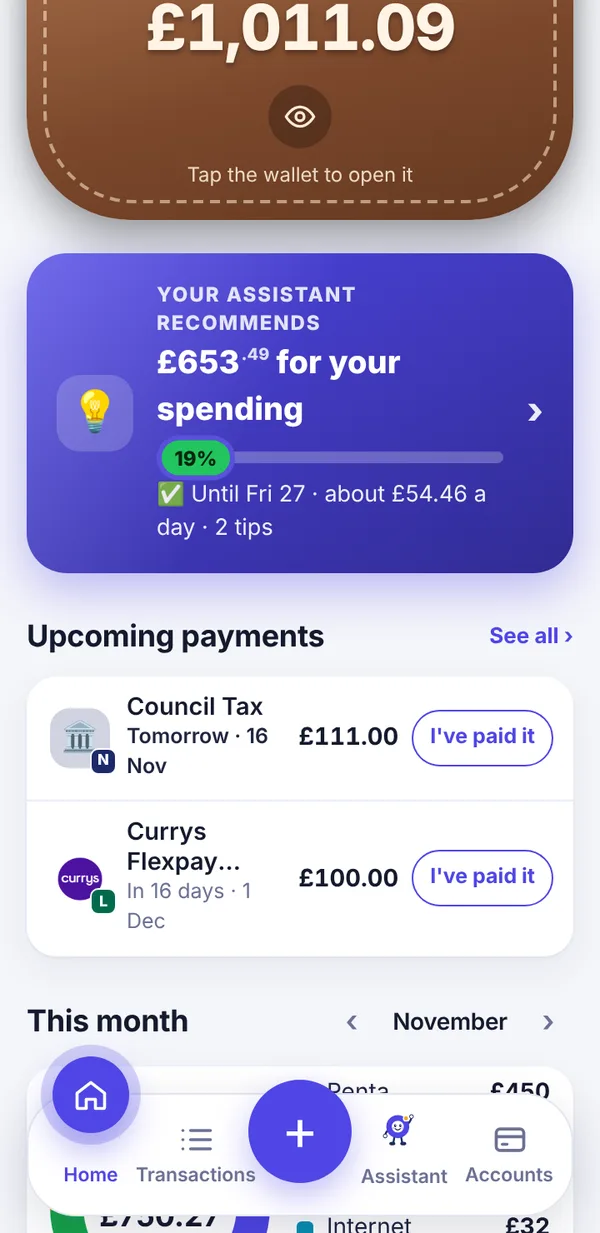 £1,011.09
Tap the wallet to open it
YOUR ASSISTANT
RECOMMENDS
£653.49 for your
spending
19%
✅ Until Fri 27 · about £54.46 a
day · 2 tips
Upcoming payments
See all ›
Council Tax
Tomorrow · 16
Nov
N
£111.00
I've paid it
Currys
Flexpay...
In 16 days · 1
Dec
currys
L
£100.00
I've paid it
This month
‹ November ›
Renta £450
Home
Transactions
+
Assistant
Accounts
£750.27
Internet £32